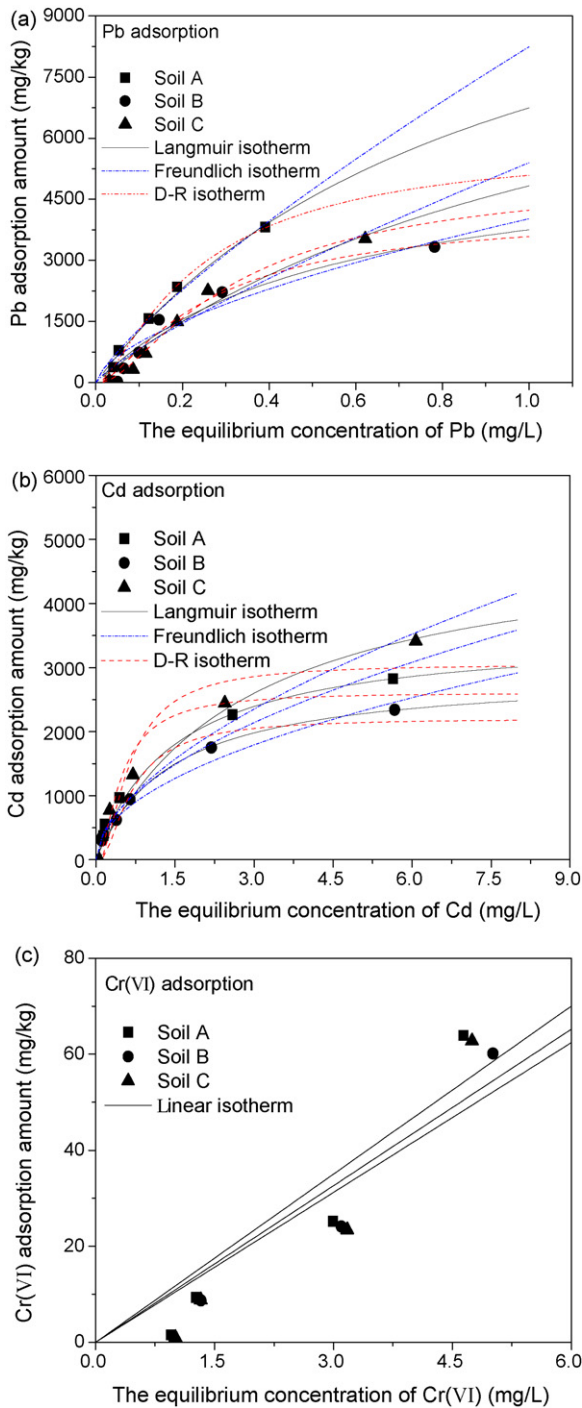 (a)
9000
7500
6000
4500
3000
1500
0
Pb adsorption amount (mg/kg)
Pb adsorption
Soil A
Soil B
Soil C
Langmuir isotherm
Freundlich isotherm
D-R isotherm
0.0 0.2 0.4 0.6 0.8 1.0
The equilibrium concentration of Pb (mg/L)
(b)
6000
5000
4000
3000
2000
1000
0
Cd adsorption amount (mg/kg)
Cd adsorption
Soil A
Soil B
Soil C
Langmuir isotherm
Freundlich isotherm
D-R isotherm
0.0 1.5 3.0 4.5 6.0 7.5 9.0
The equilibrium concentration of Cd (mg/L)
(c)
80
60
40
20
0
Cr(VI) adsorption amount (mg/kg)
Cr(VI) adsorption
Soil A
Soil B
Soil C
Linear isotherm
0.0 1.5 3.0 4.5 6.0
The equilibrium concentration of Cr(VI) (mg/L)